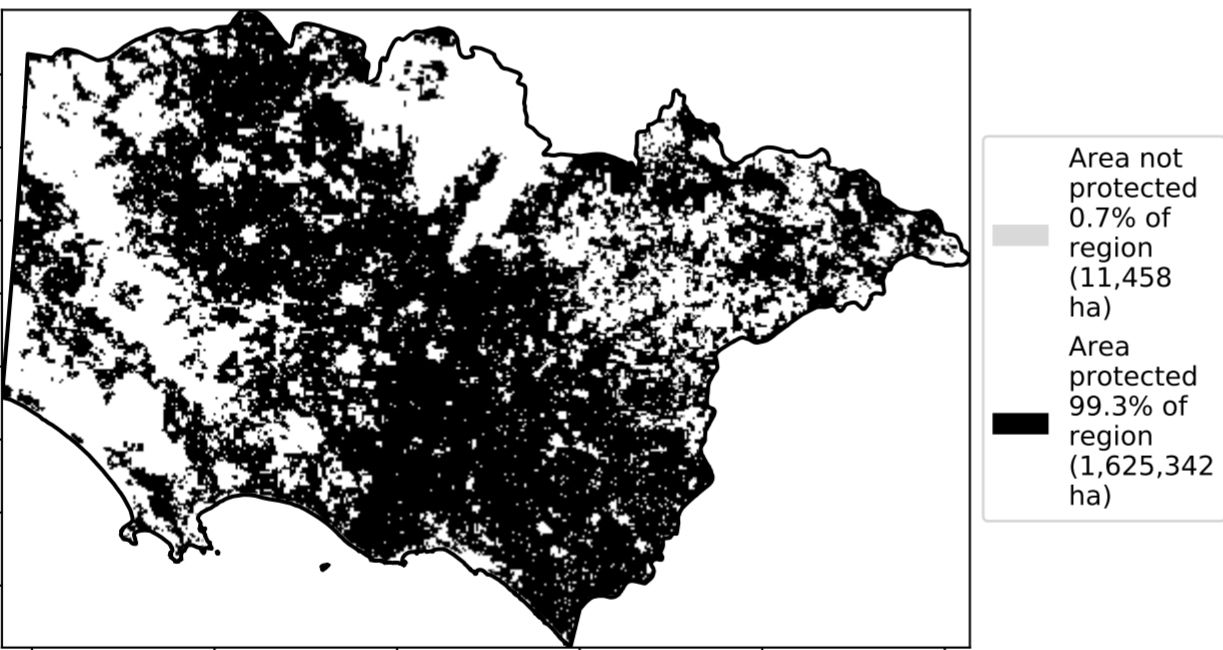 Area not
protected
0.7% of
region
(11,458
ha)
Area
protected
99.3% of
region
(1,625,342
ha)